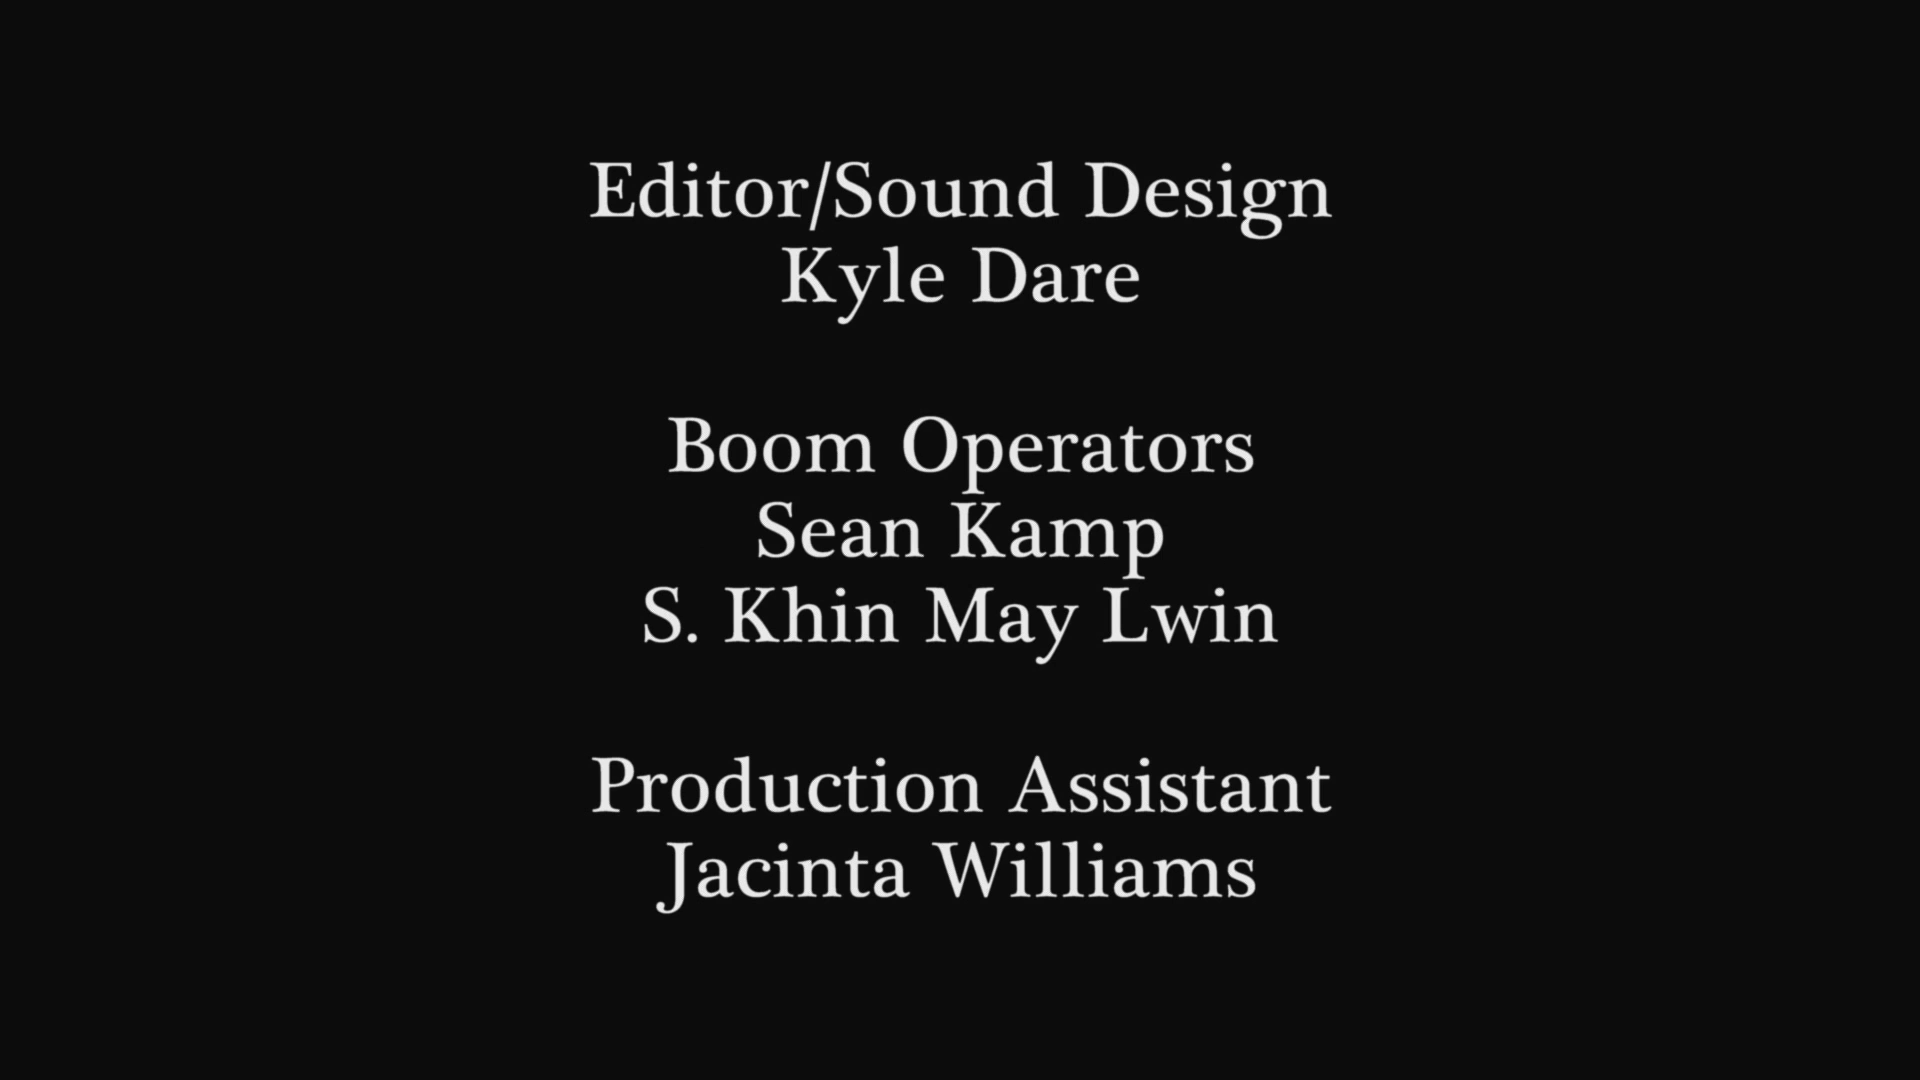 Editor/Sound Design
Kyle Dare
Boom Operators
Sean Kamp
S. Khin May Lwin
Production Assistant
Jacinta Williams